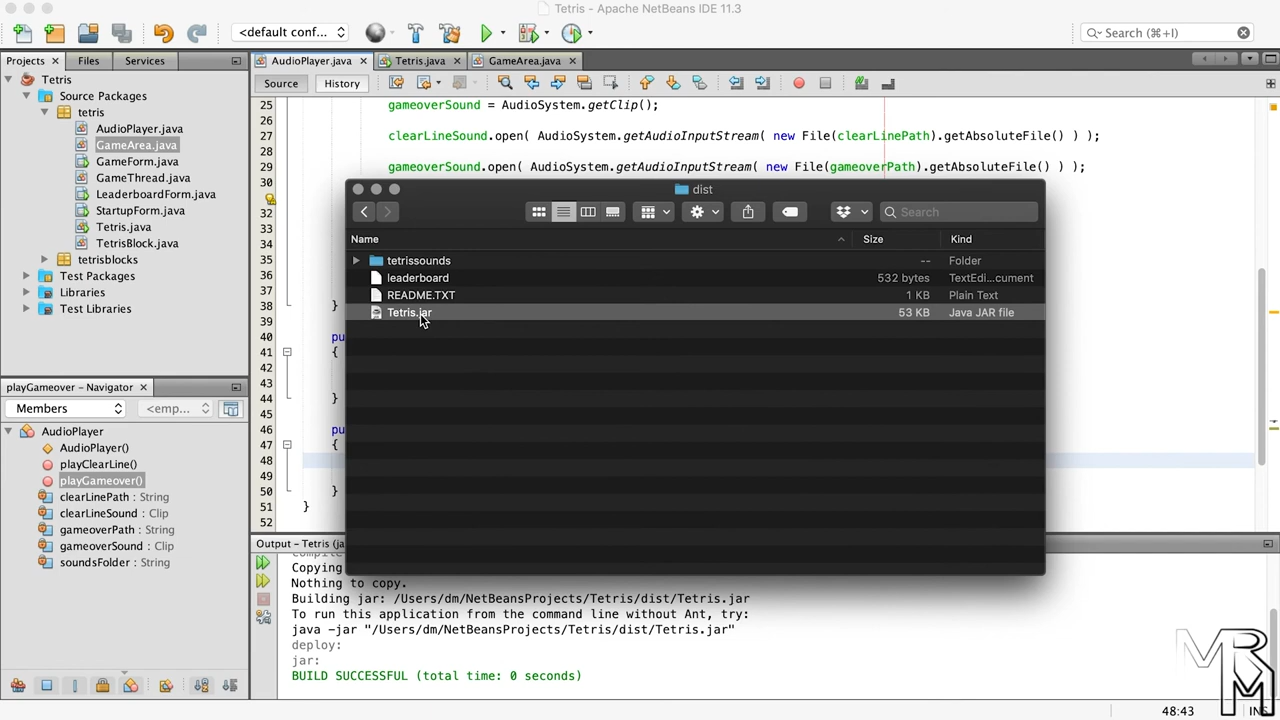 Tetris - Apache NetBeans IDE 11.3
<default conf...
Search (⌘+I)
Projects
Files
Services
AudioPlayer.java
Tetris.java
GameArea.java
Source
History
Tetris
Source Packages
tetris
AudioPlayer.java
GameArea.java
GameForm.java
GameThread.java
LeaderboardForm.java
StartupForm.java
Tetris.java
TetrisBlock.java
tetrisblocks
Test Packages
Libraries
Test Libraries
25 gameoverSound = AudioSystem.getClip();
26
27 clearLineSound.open( AudioSystem.getAudioInputStream( new File(clearLinePath).getAbsoluteFile() ) );
28
29 gameoverSound.open( AudioSystem.getAudioInputStream( new File(gameoverPath).getAbsoluteFile() ) );
30
32
33
34
35
36
37
38 }
39
40 pu
41 {
42
43
44 }
45
46 pu
47 {
48
49
50 }
51 }
52
dist
Search
Name Size Kind
tetrissounds -- Folder
leaderboard 532 bytes TextEdi...cument
README.TXT 1 KB Plain Text
Tetris.jar 53 KB Java JAR file
playGameover - Navigator
Members
<emp...
AudioPlayer
AudioPlayer()
playClearLine()
playGameover()
clearLinePath : String
clearLineSound : Clip
gameoverPath : String
gameoverSound : Clip
soundsFolder : String
Output - Tetris (ja
Copying
Nothing to copy.
Building jar: /Users/dm/NetBeansProjects/Tetris/dist/Tetris.jar
To run this application from the command line without Ant, try:
java -jar "/Users/dm/NetBeansProjects/Tetris/dist/Tetris.jar"
deploy:
jar:
BUILD SUCCESSFUL (total time: 0 seconds)
48:43